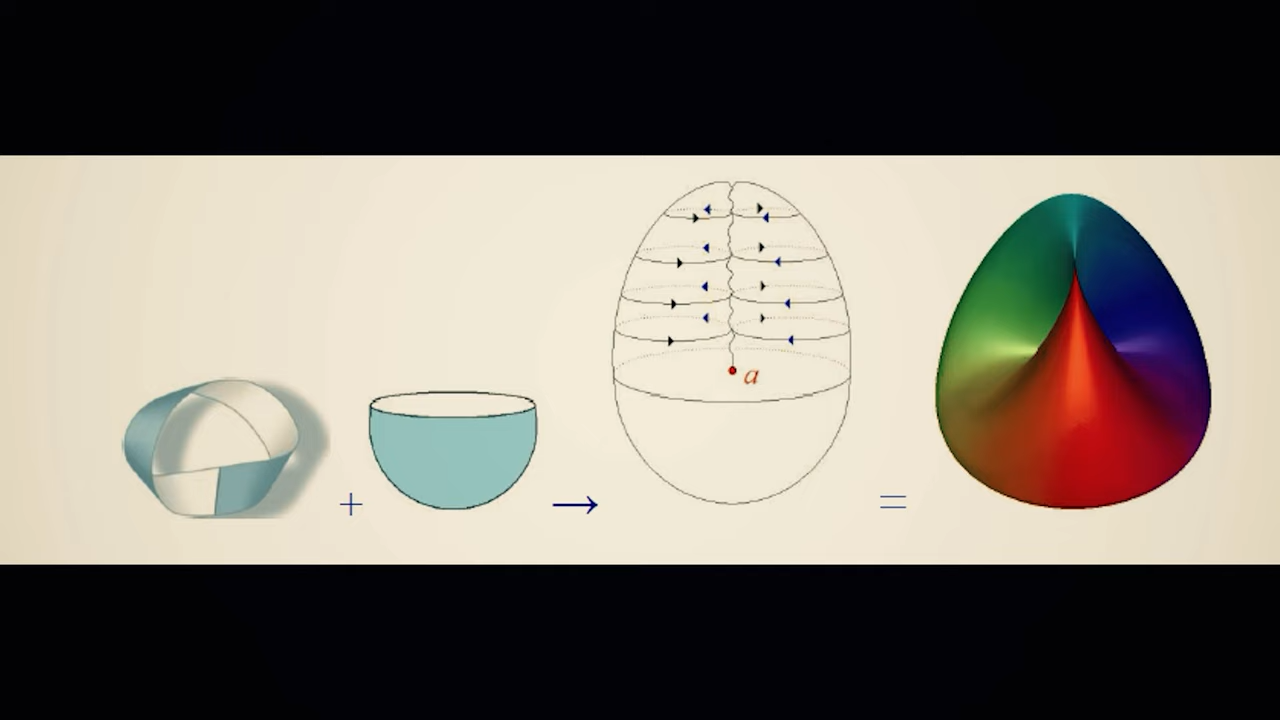 + → a =